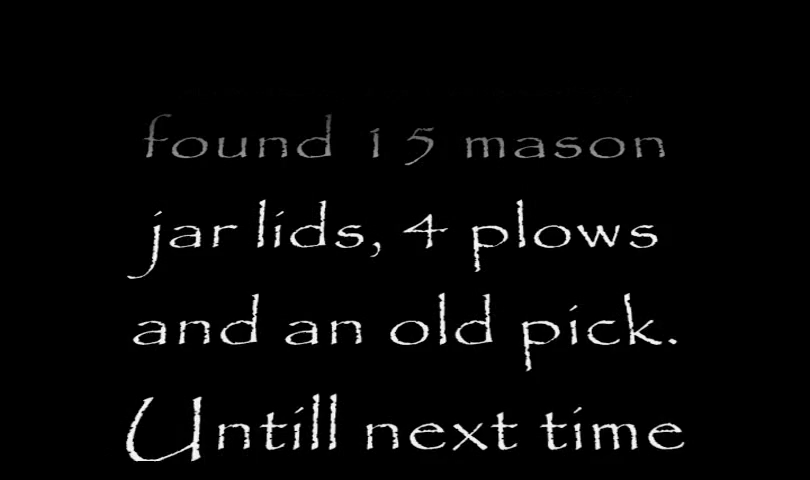 found 15 mason
jar lids, 4 plows
and an old pick.
Untill next time